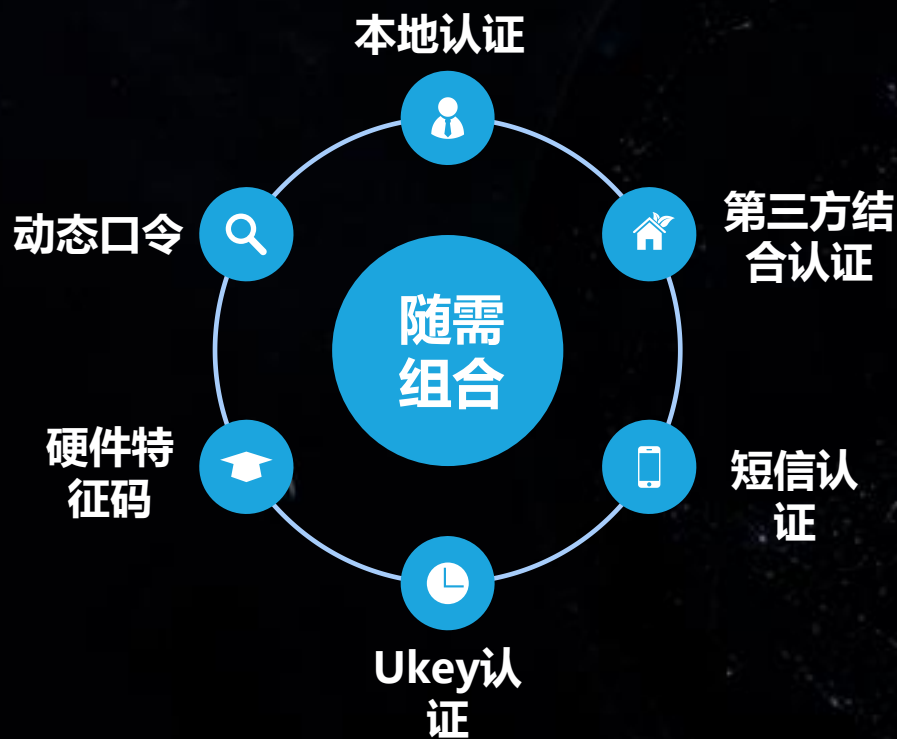 本地认证
动态口令
第三方结
合认证
随需
组合
硬件特
征码
短信认
证
Ukey认
证